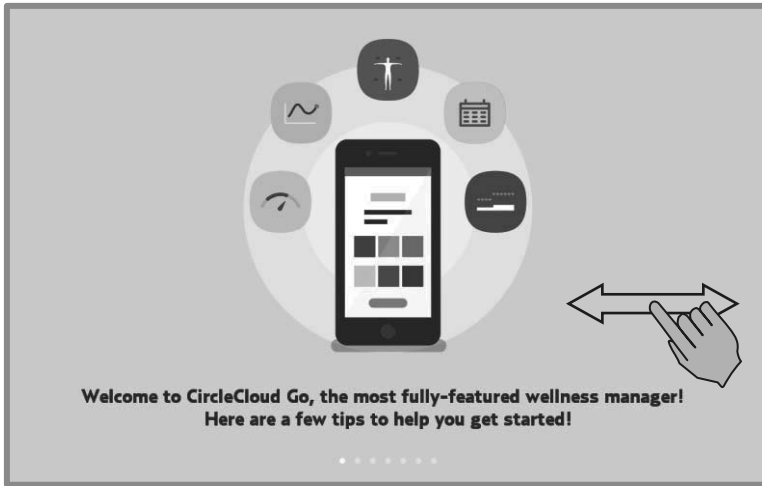 Welcome to CircleCloud Go, the most fully-featured wellness manager!
Here are a few tips to help you get started!